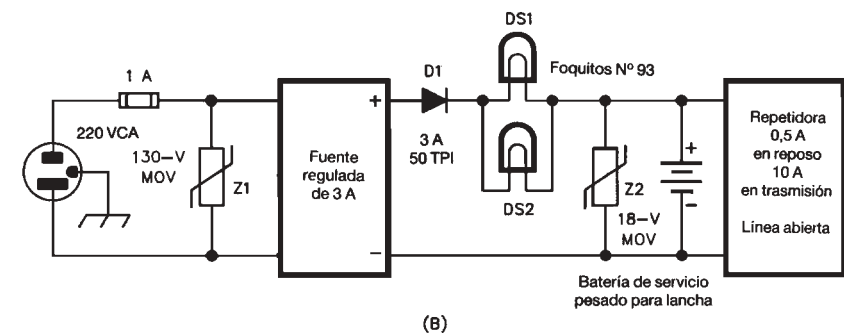 DS1
Foquitos Nº 93
D1
1 A
220 VCA
130-V
MOV
Z1
Fuente
regulada
de 3 A
+
-
3 A
50 TPI
DS2
Z2
18-V
MOV
+
-
Repetidora
0,5 A
en reposo
10 A
en trasmisión
Línea abierta
Batería de servicio
pesado para lancha
(B)